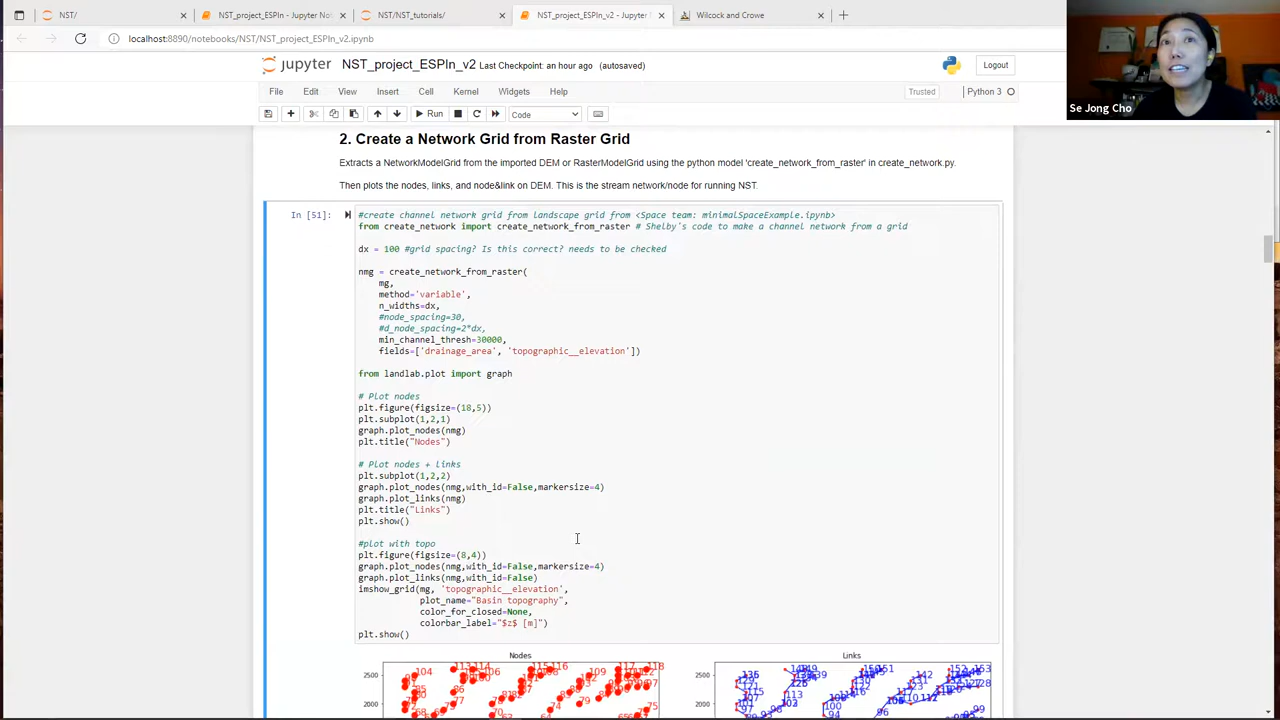 NST/
NST_project_ESPIn - Jupyter Not
NST/NST_tutorials/
NST_project_ESPIn_v2 - Jupyter
Wilcock and Crowe
localhost:8890/notebooks/NST/NST_project_ESPIn_v2.ipynb
jupyter NST_project_ESPIn_v2 Last Checkpoint: an hour ago (autosaved)
Logout
File Edit View Insert Cell Kernel Widgets Help
Trusted
Python 3
Run
Code
Se Jong Cho
2. Create a Network Grid from Raster Grid
Extracts a NetworkModelGrid from the imported DEM or RasterModelGrid using the python model 'create_network_from_raster' in create_network.py.
Then plots the nodes, links, and node&link on DEM. This is the stream network/node for running NST.
In [51]:
#create channel network grid from landscape grid from <Space team: minimalSpaceExample.ipynb>
from create_network import create_network_from_raster # Shelby's code to make a channel network from a grid
dx = 100 #grid spacing? Is this correct? needs to be checked
nmg = create_network_from_raster(
mg,
method='variable',
n_widths=dx,
#node_spacing=30,
#d_node_spacing=2*dx,
min_channel_thresh=30000,
fields=['drainage_area', 'topographic__elevation'])
from landlab.plot import graph
# Plot nodes
plt.figure(figsize=(18,5))
plt.subplot(1,2,1)
graph.plot_nodes(nmg)
plt.title("Nodes")
# Plot nodes + links
plt.subplot(1,2,2)
graph.plot_nodes(nmg,with_id=False,markersize=4)
graph.plot_links(nmg)
plt.title("Links")
plt.show()
#plot with topo
plt.figure(figsize=(8,4))
graph.plot_nodes(nmg,with_id=False,markersize=4)
graph.plot_links(nmg,with_id=False)
imshow_grid(mg, 'topographic__elevation',
plot_name="Basin topography",
color_for_closed=None,
colorbar_label="$z$ [m]")
plt.show()
Nodes
Links
2500
2000
2500
2000